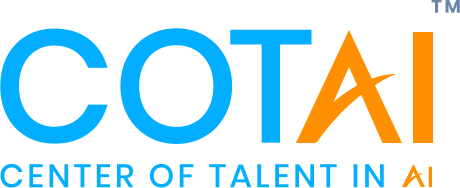 COTAI™
CENTER OF TALENT IN AI